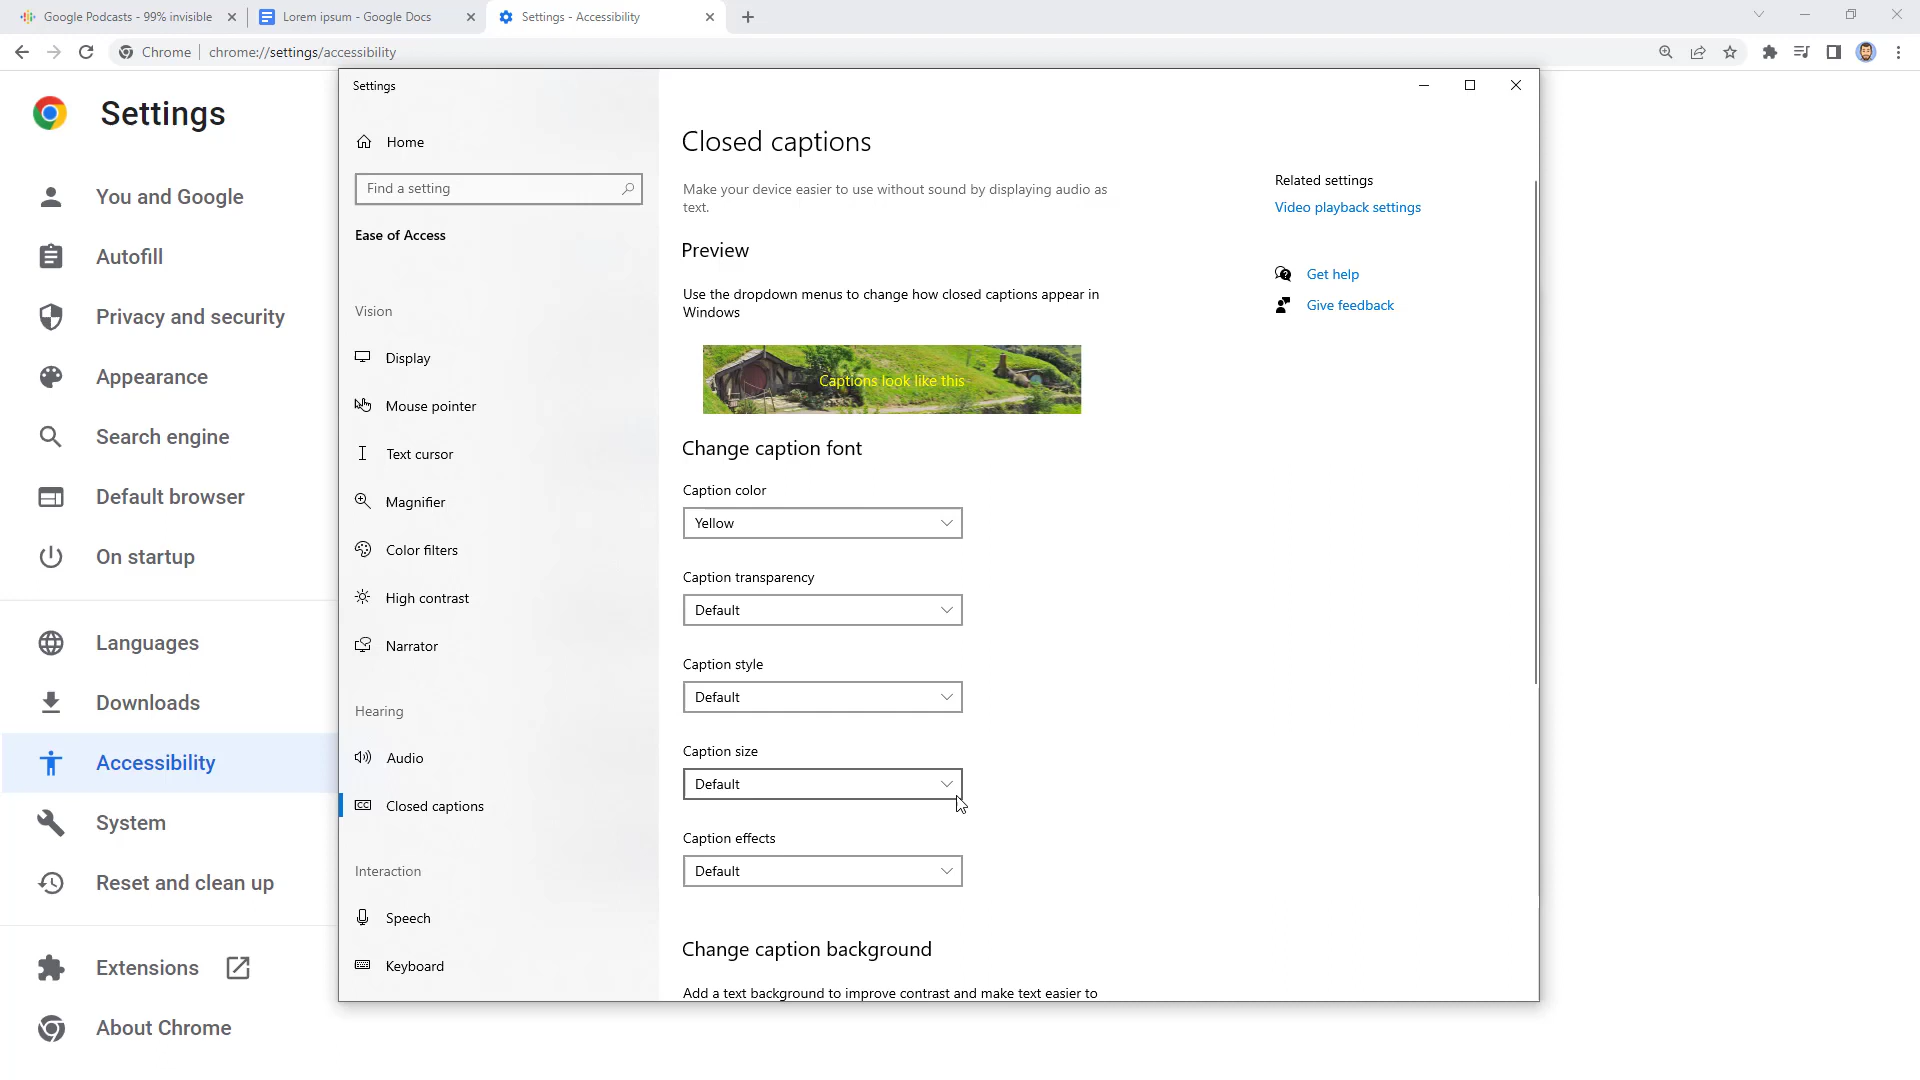 Google Podcasts - 99% invisible
Lorem ipsum - Google Docs
Settings - Accessibility
Chrome
chrome://settings/accessibility
Settings
You and Google
Autofill
Privacy and security
Appearance
Search engine
Default browser
On startup
Languages
Downloads
Accessibility
System
Reset and clean up
Extensions
About Chrome
Settings
Home
Find a setting
Ease of Access
Vision
Display
Mouse pointer
Text cursor
Magnifier
Color filters
High contrast
Narrator
Hearing
Audio
CC
Closed captions
Interaction
Speech
Keyboard
Closed captions
Make your device easier to use without sound by displaying audio as
text.
Preview
Use the dropdown menus to change how closed captions appear in
Windows
Captions look like this
Change caption font
Caption color
Yellow
Caption transparency
Default
Caption style
Default
Caption size
Default
Caption effects
Default
Change caption background
Add a text background to improve contrast and make text easier to
Related settings
Video playback settings
Get help
Give feedback